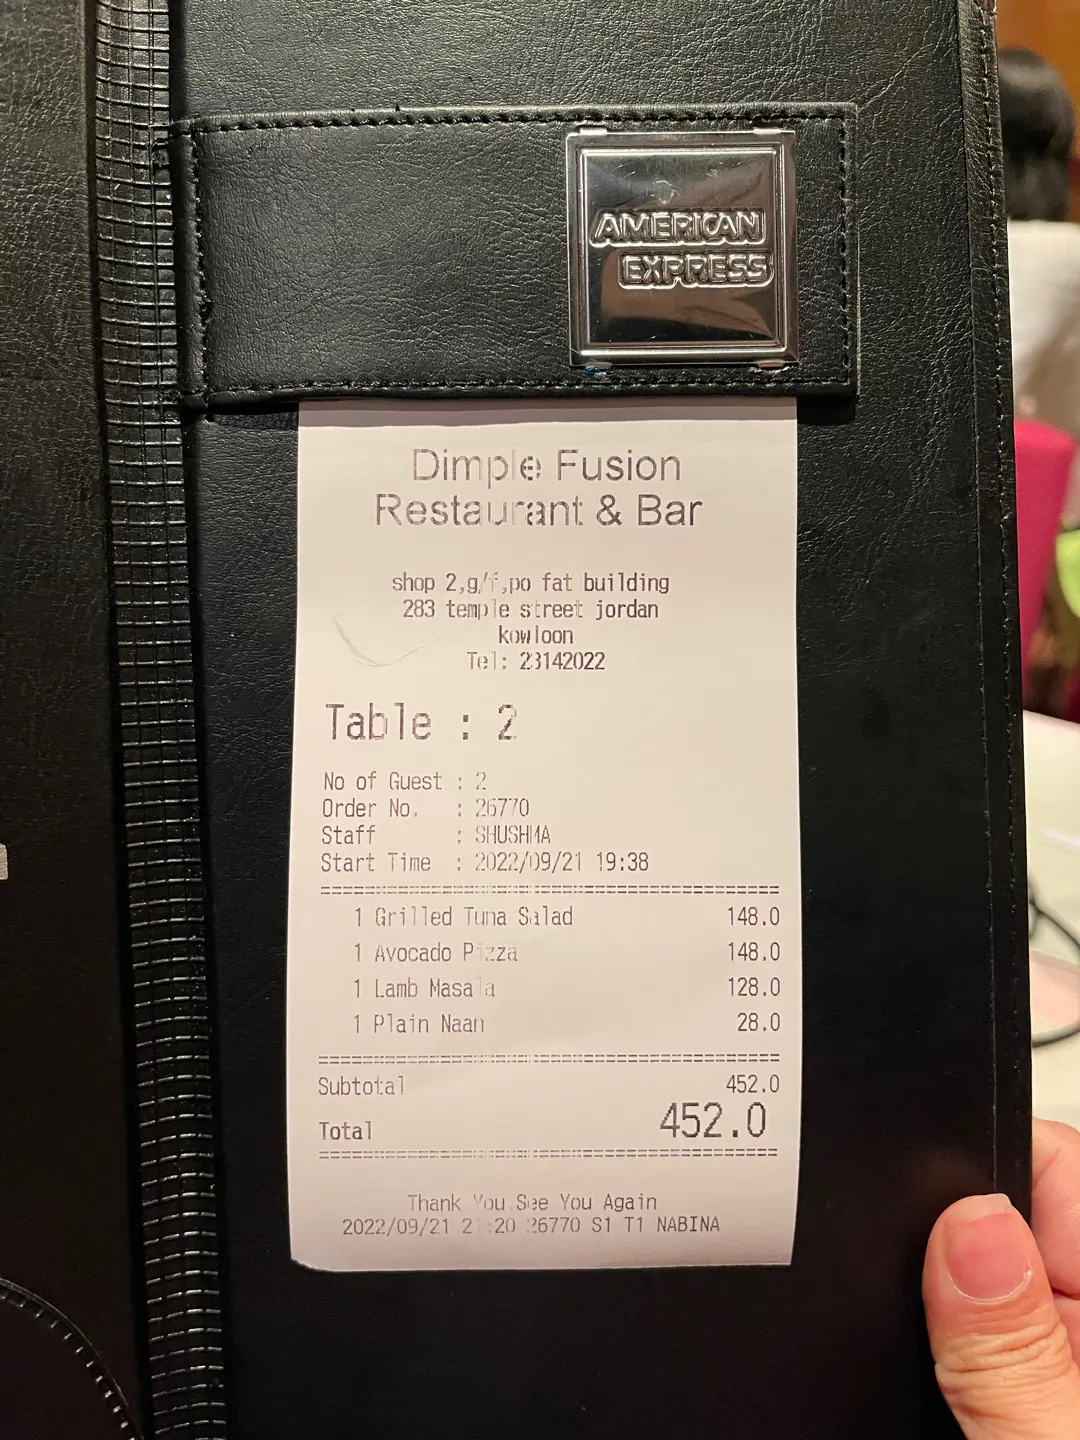 AMERICAN
EXPRESS
Dimple Fusion
Restaurant & Bar
shop 2,g/f,po fat building
283 temple street jordan
kowloon
Tel: 23142022
Table : 2
No of Guest : 2
Order No. : 26770
Staff : SHUSHMA
Start Time : 2022/09/21 19:38
1 Grilled Tuna Salad 148.0
1 Avocado Pizza 148.0
1 Lamb Masala 128.0
1 Plain Naan 28.0
Subtotal 452.0
Total 452.0
Thank You.See You Again
2022/09/21 21:20 26770 S1 T1 NABINA